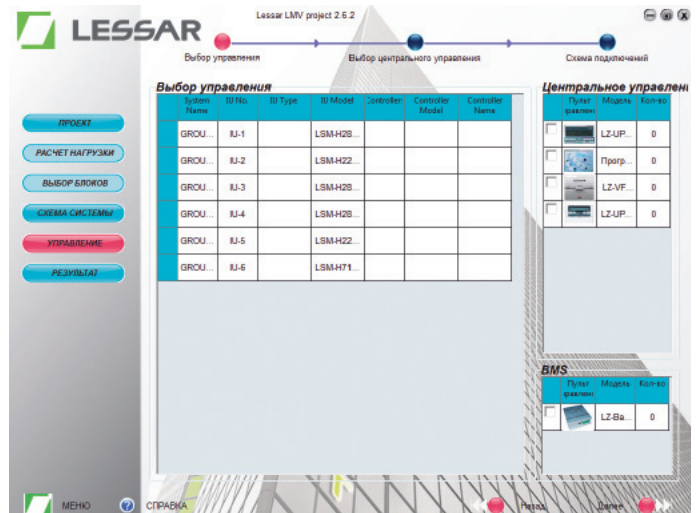 LESSAR
Lessar LMV project 2.6.2
Выбор управления
Выбор центрального управления
Схема подключений
ПРОЕКТ
РАСЧЕТ НАГРУЗКИ
ВЫБОР БЛОКОВ
СХЕМА СИСТЕМЫ
УПРАВЛЕНИЕ
РЕЗУЛЬТАТ
Выбор управления
System Name IU No. IU Type IU Model Controller Controller Model Controller Name
GROU... IU-1 LSM-H28...
GROU... IU-2 LSM-H22...
GROU... IU-3 LSM-H28...
GROU... IU-4 LSM-H28...
GROU... IU-5 LSM-H22...
GROU... IU-6 LSM-H71...
Центральное управлени
Пульт Модель Кол-во
LZ-UP... 0
Прогр... 0
LZ-VF... 0
LZ-UP... 0
BMS
Пульт Модель Кол-во
LZ-Ba... 0
МЕНЮ
? СПРАВКА
Назад
Далее